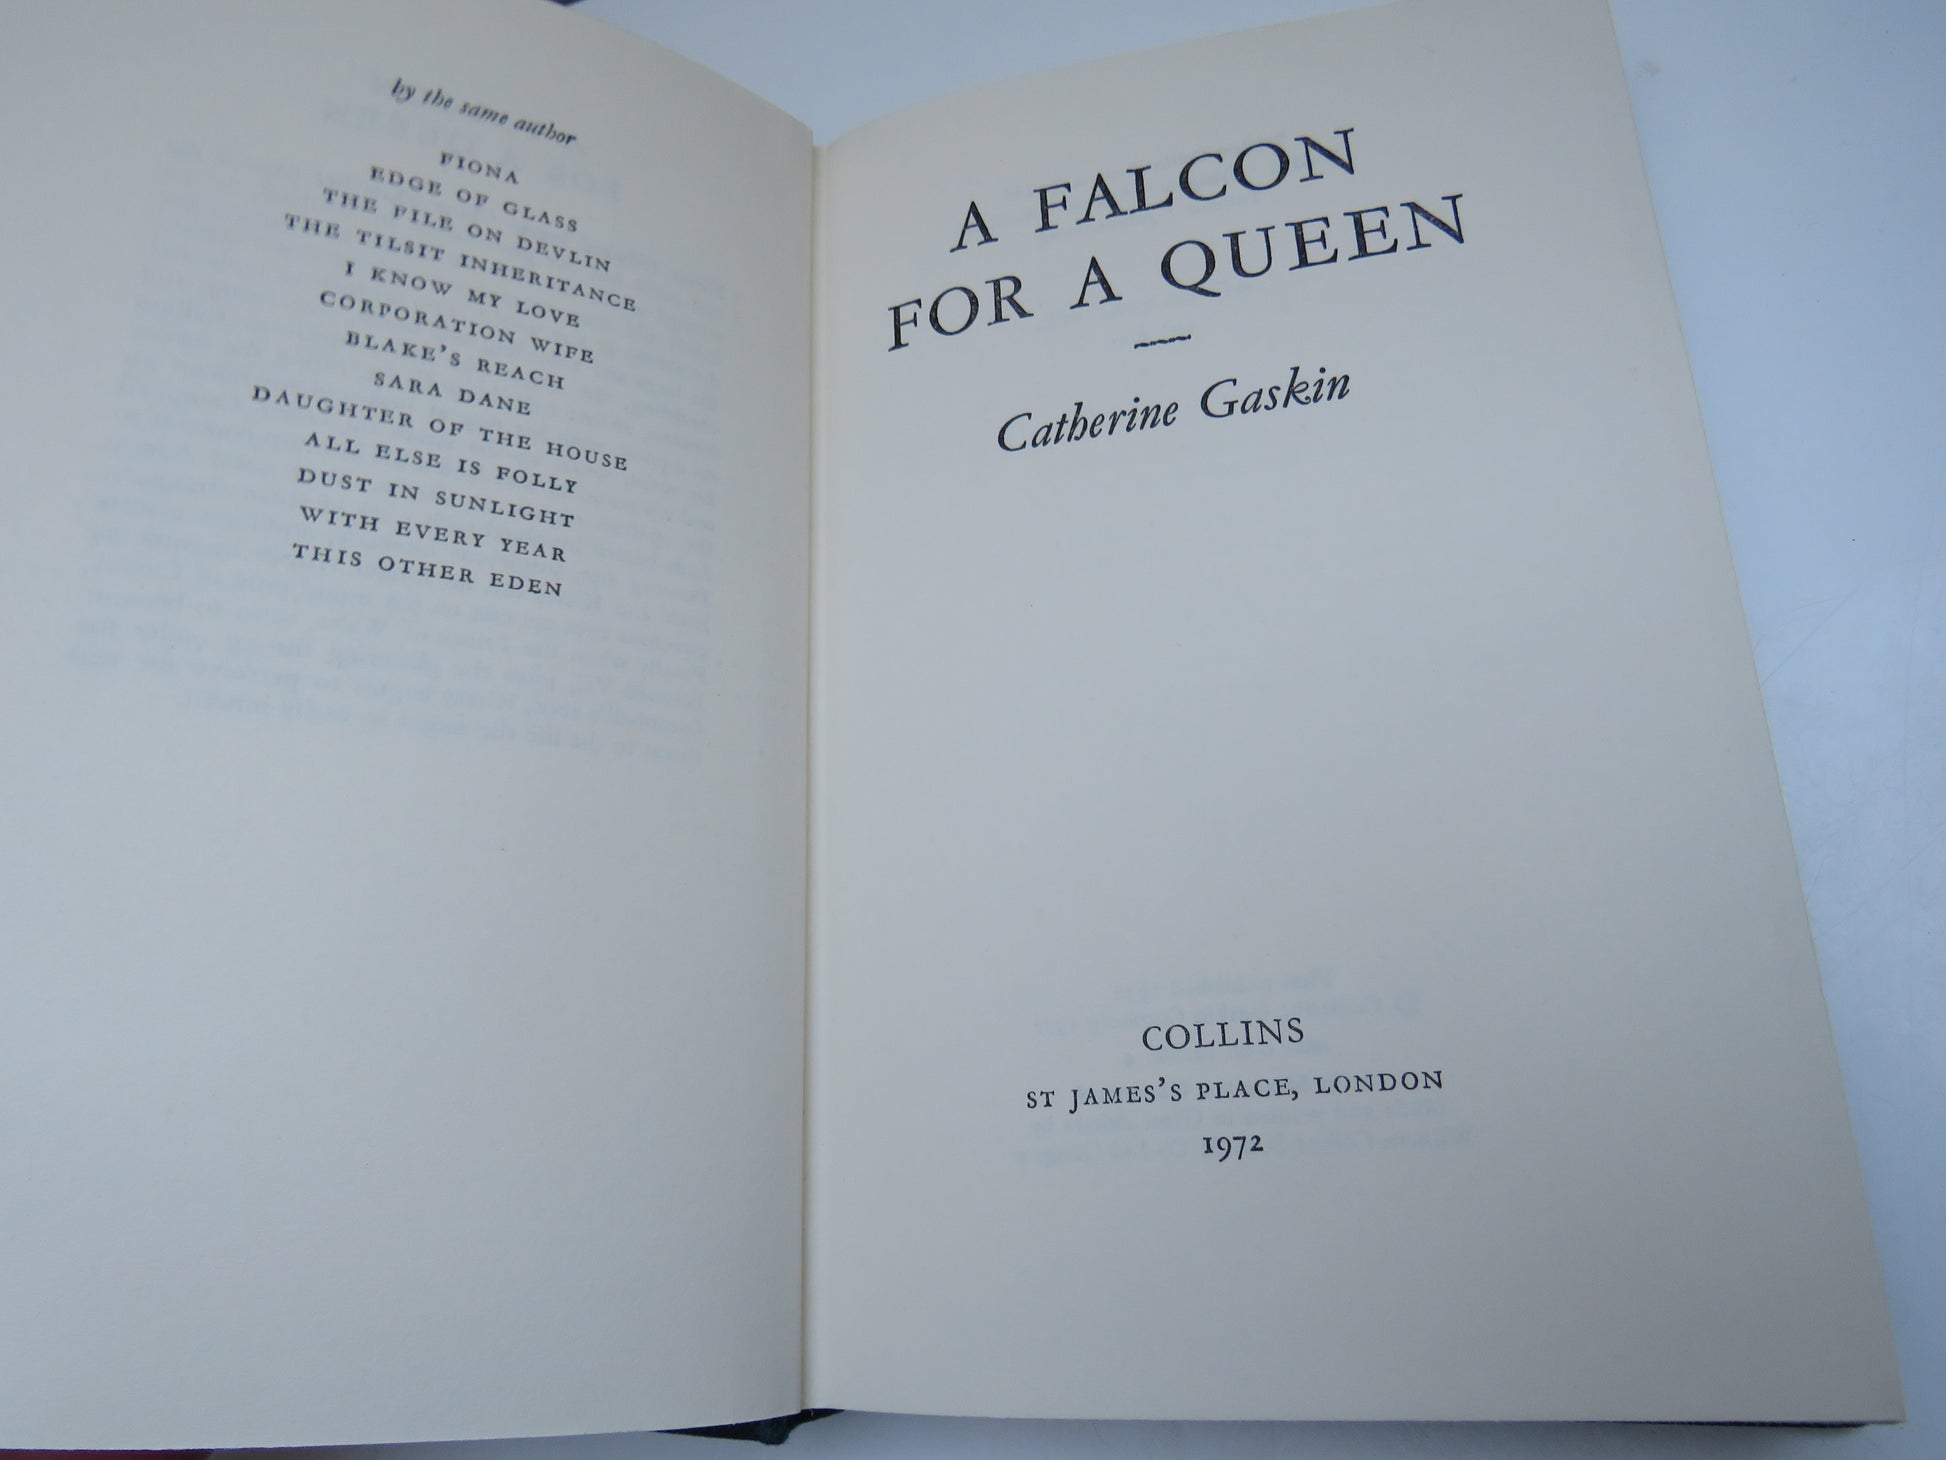 by the same author
FIONA
EDGE OF GLASS
THE FILE ON DEVLIN
THE TILSIT INHERITANCE
I KNOW MY LOVE
CORPORATION WIFE
BLAKE'S REACH
SARA DANE
DAUGHTER OF THE HOUSE
ALL ELSE IS FOLLY
DUST IN SUNLIGHT
WITH EVERY YEAR
THIS OTHER EDEN
A FALCON
FOR A QUEEN
Catherine Gaskin
COLLINS
ST JAMES'S PLACE, LONDON
1972